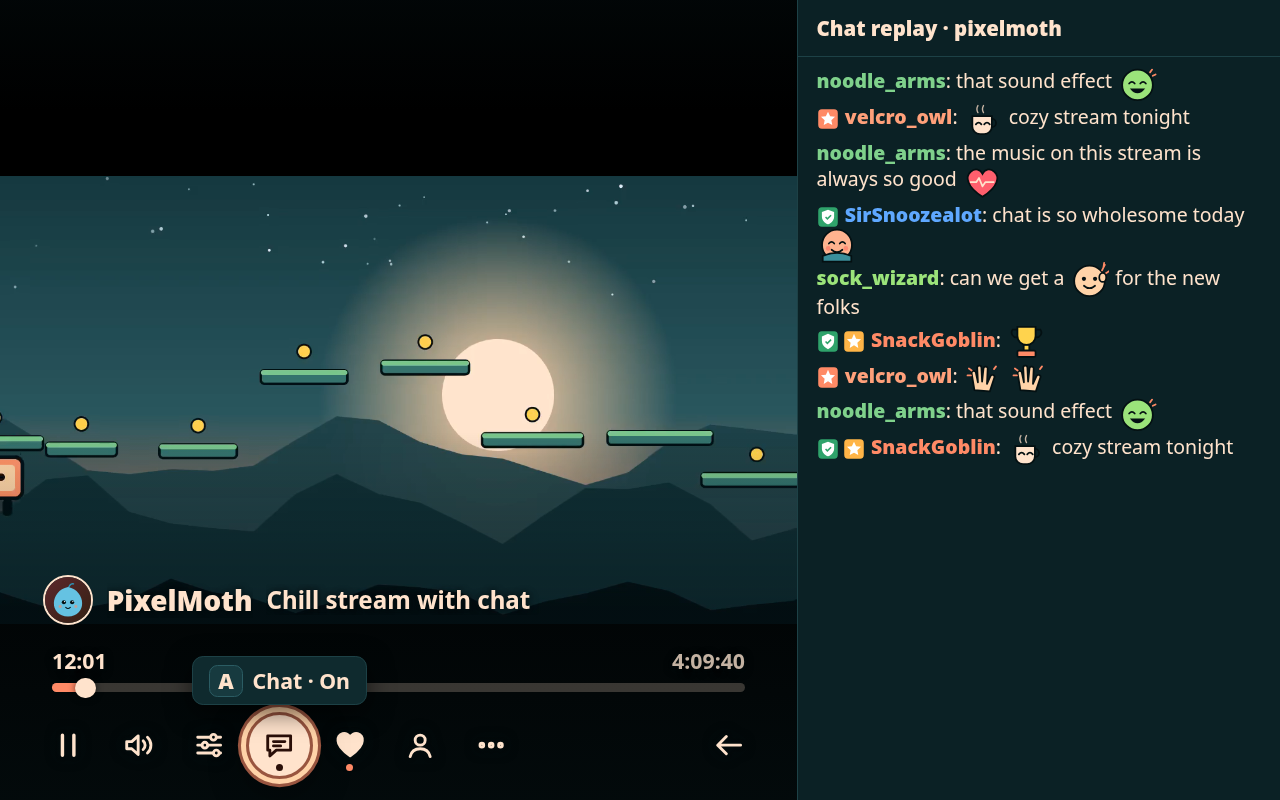 Chat replay · pixelmoth
noodle_arms: that sound effect
velcro_owl: cozy stream tonight
noodle_arms: the music on this stream is
always so good
SirSnoozealot: chat is so wholesome today
sock_wizard: can we get a for the new
folks
SnackGoblin:
velcro_owl:
noodle_arms: that sound effect
SnackGoblin: cozy stream tonight
PixelMoth Chill stream with chat
12:01 4:09:40
A Chat · On